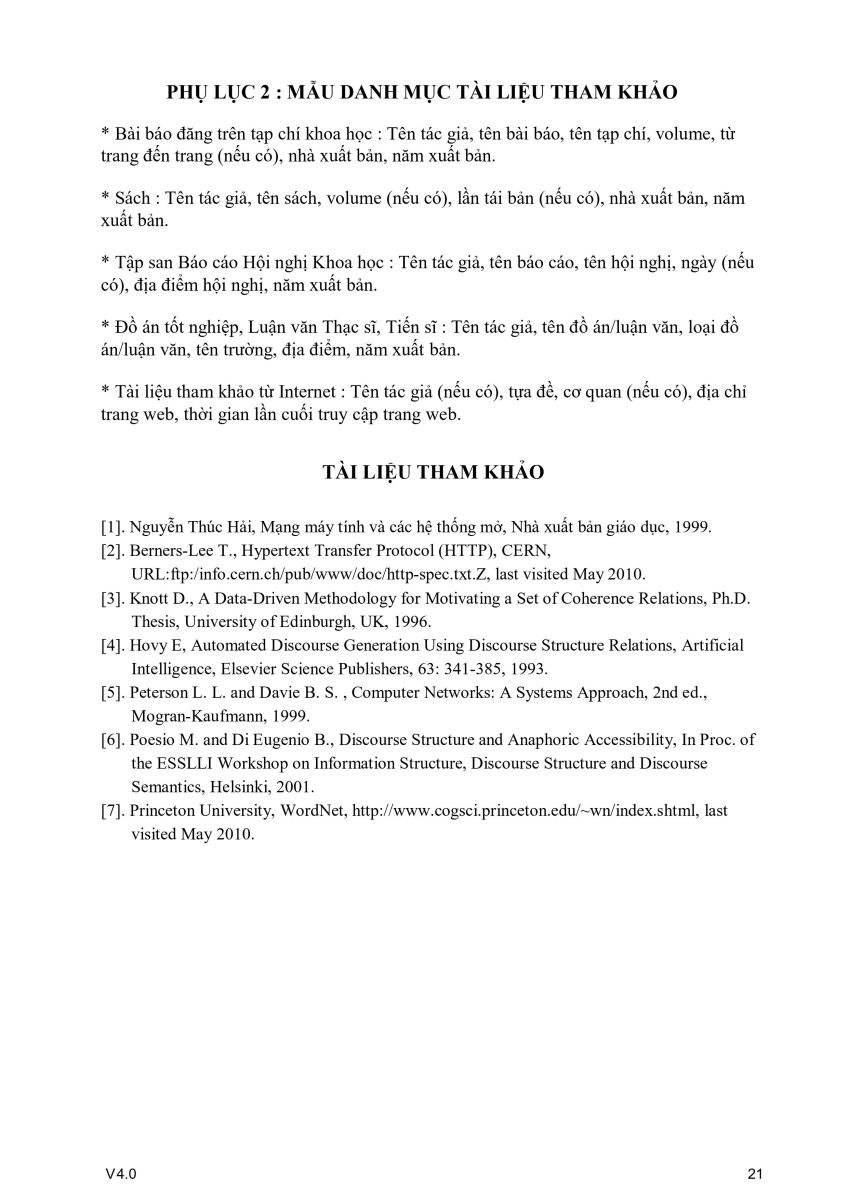 PHỤ LỤC 2 : MẪU DANH MỤC TÀI LIỆU THAM KHẢO
* Bài báo đăng trên tạp chí khoa học : Tên tác giả, tên bài báo, tên tạp chí, volume, từ
trang đến trang (nếu có), nhà xuất bản, năm xuất bản.
* Sách : Tên tác giả, tên sách, volume (nếu có), lần tái bản (nếu có), nhà xuất bản, năm
xuất bản.
* Tập san Báo cáo Hội nghị Khoa học : Tên tác giả, tên báo cáo, tên hội nghị, ngày (nếu
có), địa điểm hội nghị, năm xuất bản.
* Đồ án tốt nghiệp, Luận văn Thạc sĩ, Tiến sĩ : Tên tác giả, tên đồ án/luận văn, loại đồ
án/luận văn, tên trường, địa điểm, năm xuất bản.
* Tài liệu tham khảo từ Internet : Tên tác giả (nếu có), tựa đề, cơ quan (nếu có), địa chỉ
trang web, thời gian lần cuối truy cập trang web.
TÀI LIỆU THAM KHẢO
[1]. Nguyễn Thúc Hải, Mạng máy tính và các hệ thống mở, Nhà xuất bản giáo dục, 1999.
[2]. Berners-Lee T., Hypertext Transfer Protocol (HTTP), CERN,
URL:ftp:/info.cern.ch/pub/www/doc/http-spec.txt.Z, last visited May 2010.
[3]. Knott D., A Data-Driven Methodology for Motivating a Set of Coherence Relations, Ph.D.
Thesis, University of Edinburgh, UK, 1996.
[4]. Hovy E, Automated Discourse Generation Using Discourse Structure Relations, Artificial
Intelligence, Elsevier Science Publishers, 63: 341-385, 1993.
[5]. Peterson L. L. and Davie B. S. , Computer Networks: A Systems Approach, 2nd ed.,
Mogran-Kaufmann, 1999.
[6]. Poesio M. and Di Eugenio B., Discourse Structure and Anaphoric Accessibility, In Proc. of
the ESSLLI Workshop on Information Structure, Discourse Structure and Discourse
Semantics, Helsinki, 2001.
[7]. Princeton University, WordNet, http://www.cogsci.princeton.edu/~wn/index.shtml, last
visited May 2010.
V4.0 21